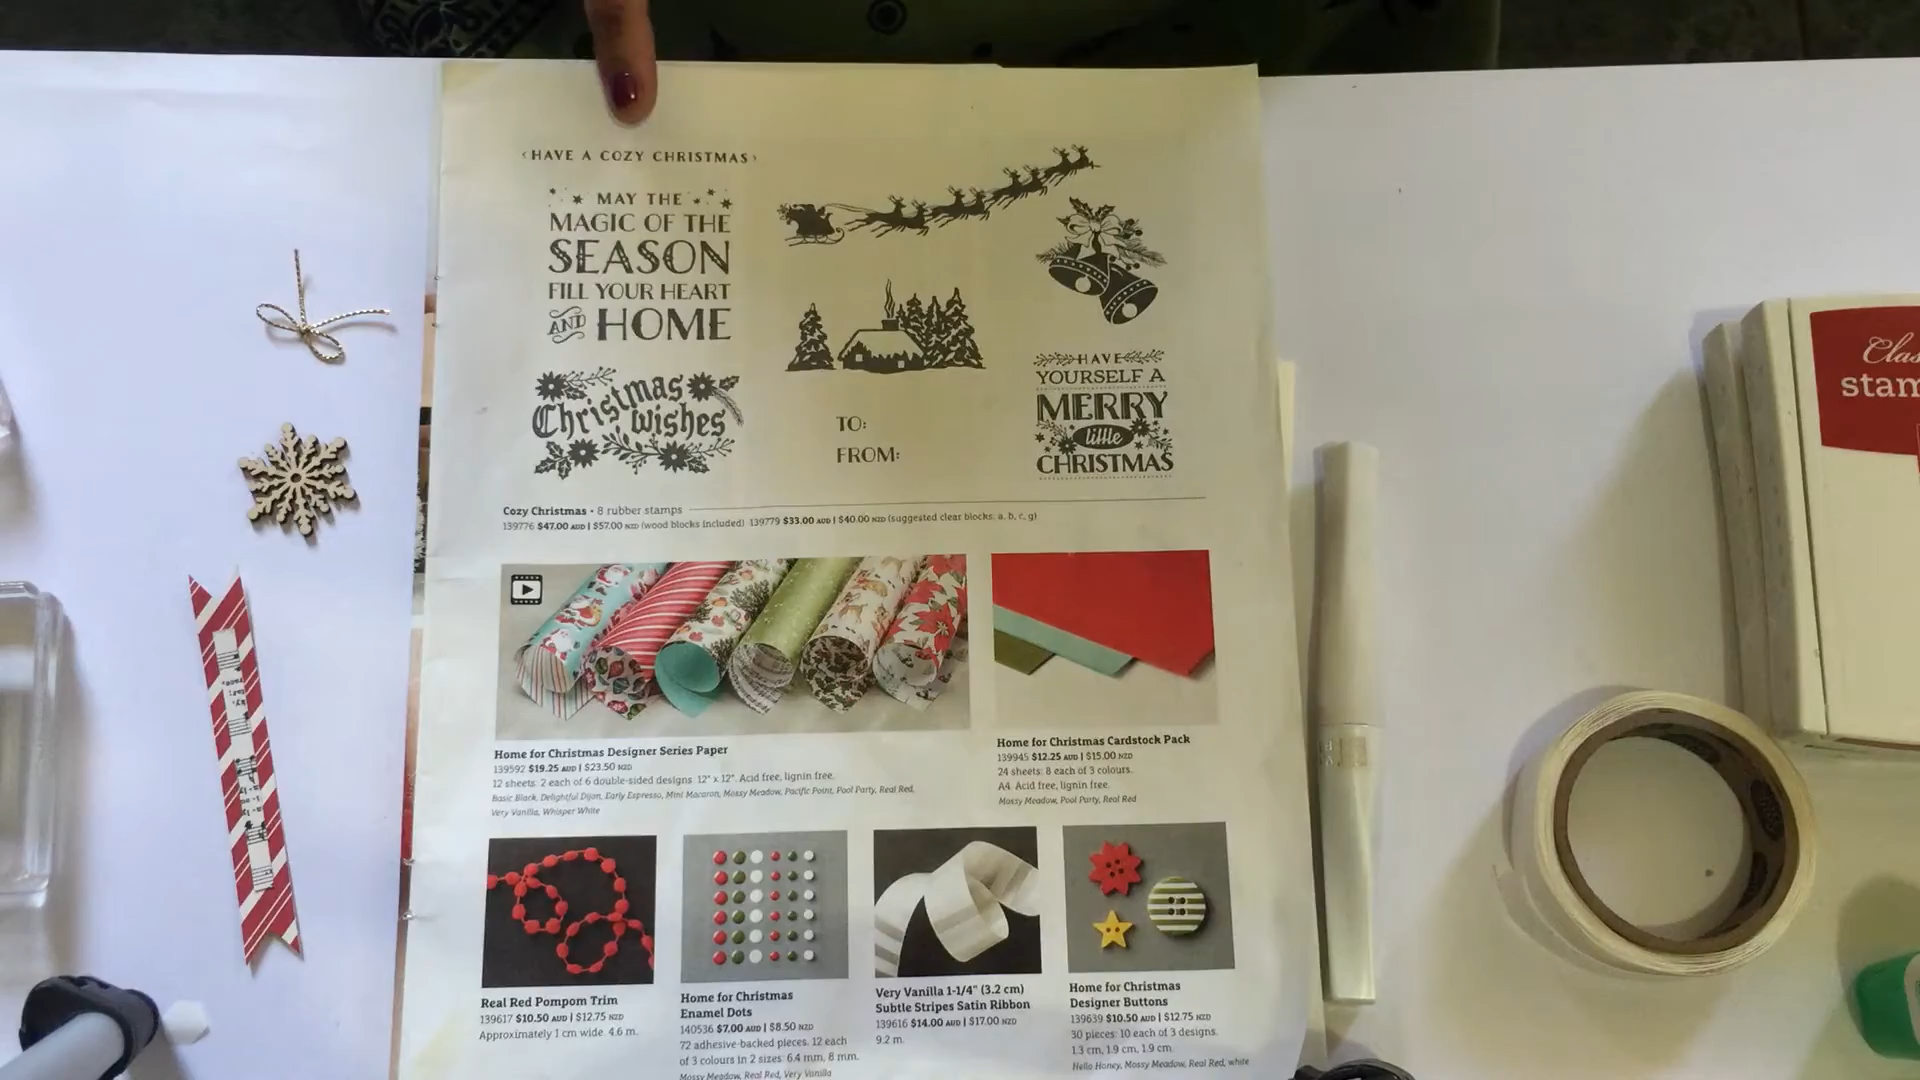 ‹HAVE A COZY CHRISTMAS›
MAY THE
MAGIC OF THE
SEASON
FILL YOUR HEART
AND HOME
Christmas
Wishes
TO:
FROM:
HAVE
YOURSELF A
MERRY
little
CHRISTMAS
Cozy Christmas • 8 rubber stamps
139776 $47.00 AUD | $57.00 NZD (wood blocks included) 139779 $33.00 AUD | $40.00 NZD (suggested clear blocks: a, b, c, g)
Home for Christmas Designer Series Paper
139592 $19.25 AUD | $23.50 NZD
12 sheets: 2 each of 6 double-sided designs. 12" x 12". Acid free, lignin free.
Basic Black, Delightful Dijon, Early Espresso, Mint Macaron, Mossy Meadow, Pacific Point, Pool Party, Real Red,
Very Vanilla, Whisper White
Home for Christmas Cardstock Pack
139945 $12.25 AUD | $15.00 NZD
24 sheets: 8 each of 3 colours.
A4. Acid free, lignin free.
Mossy Meadow, Pool Party, Real Red
Real Red Pompom Trim
139617 $10.50 AUD | $12.75 NZD
Approximately 1 cm wide. 4.6 m.
Home for Christmas
Enamel Dots
140536 $7.00 AUD | $8.50 NZD
72 adhesive-backed pieces. 12 each
of 3 colours in 2 sizes: 6.4 mm, 8 mm.
Mossy Meadow, Real Red, Very Vanilla
Very Vanilla 1-1/4" (3.2 cm)
Subtle Stripes Satin Ribbon
139616 $14.00 AUD | $17.00 NZD
9.2 m.
Home for Christmas
Designer Buttons
139639 $10.50 AUD | $12.75 NZD
30 pieces: 10 each of 3 designs.
1.3 cm, 1.9 cm, 1.9 cm.
Hello Honey, Mossy Meadow, Real Red, white
Clas
stam